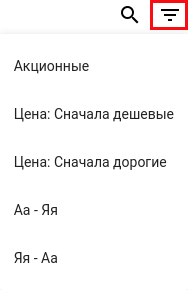 Акционные
Цена: Сначала дешевые
Цена: Сначала дорогие
Аа - Яя
Яя - Аа